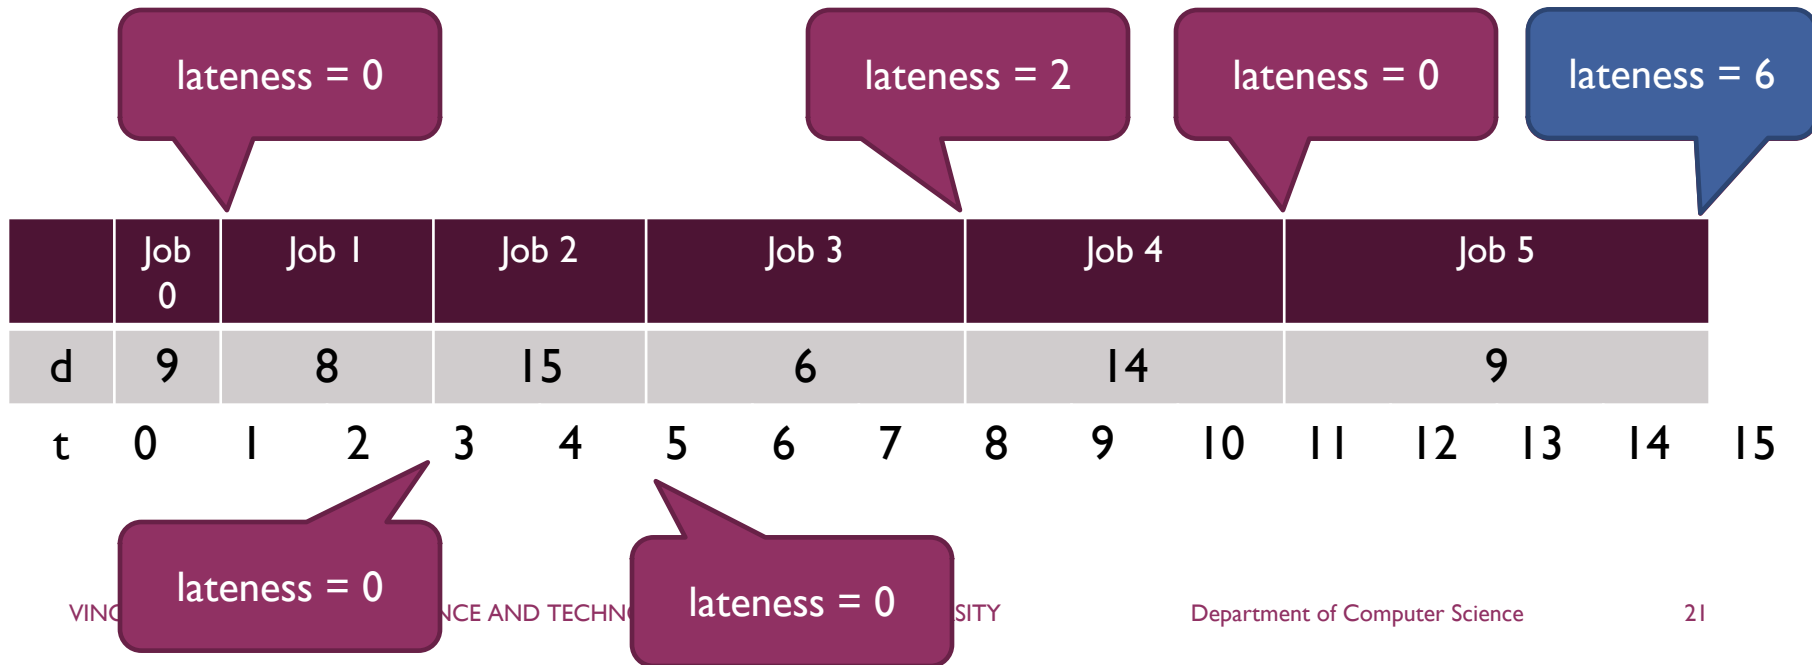 lateness = 0
lateness = 2
lateness = 0
lateness = 6
Job 0 Job 1 Job 2 Job 3 Job 4 Job 5
d 9 8 15 6 14 9
t 0 1 2 3 4 5 6 7 8 9 10 11 12 13 14 15
lateness = 0
lateness = 0
AND Department of Computer Science 21